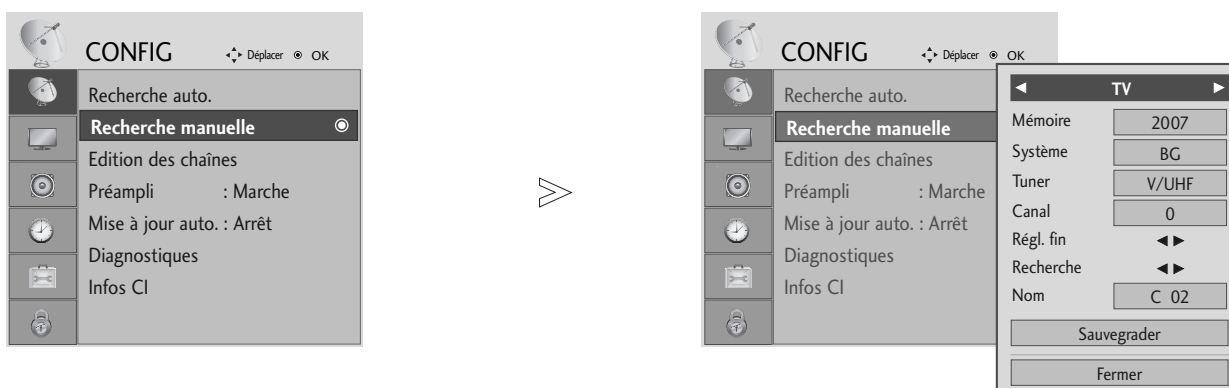 CONFIG Déplacer OK
Recherche auto.
Recherche manuelle
Edition des chaînes
Préampli : Marche
Mise à jour auto. : Arrêt
Diagnostiques
Infos CI
CONFIG Déplacer OK
Recherche auto.
Recherche manuelle
Edition des chaînes
Préampli : Marche
Mise à jour auto. : Arrêt
Diagnostiques
Infos CI
TV
Mémoire 2007
Système BG
Tuner V/UHF
Canal 0
Régl. fin
Recherche
Nom C 02
Sauvegrader
Fermer